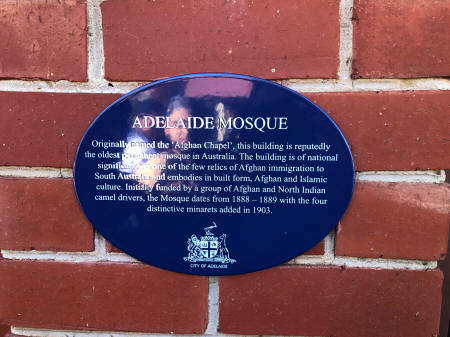 ADELAIDE MOSQUE
Originally named the 'Afghan Chapel', this building is reputedly
the oldest permanent mosque in Australia. The building is of national
significance as one of the few relics of Afghan immigration to
South Australia and embodies in built form, Afghan and Islamic
culture. Initially funded by a group of Afghan and North Indian
camel drivers, the Mosque dates from 1888 – 1889 with the four
distinctive minarets added in 1903.
CITY OF ADELAIDE